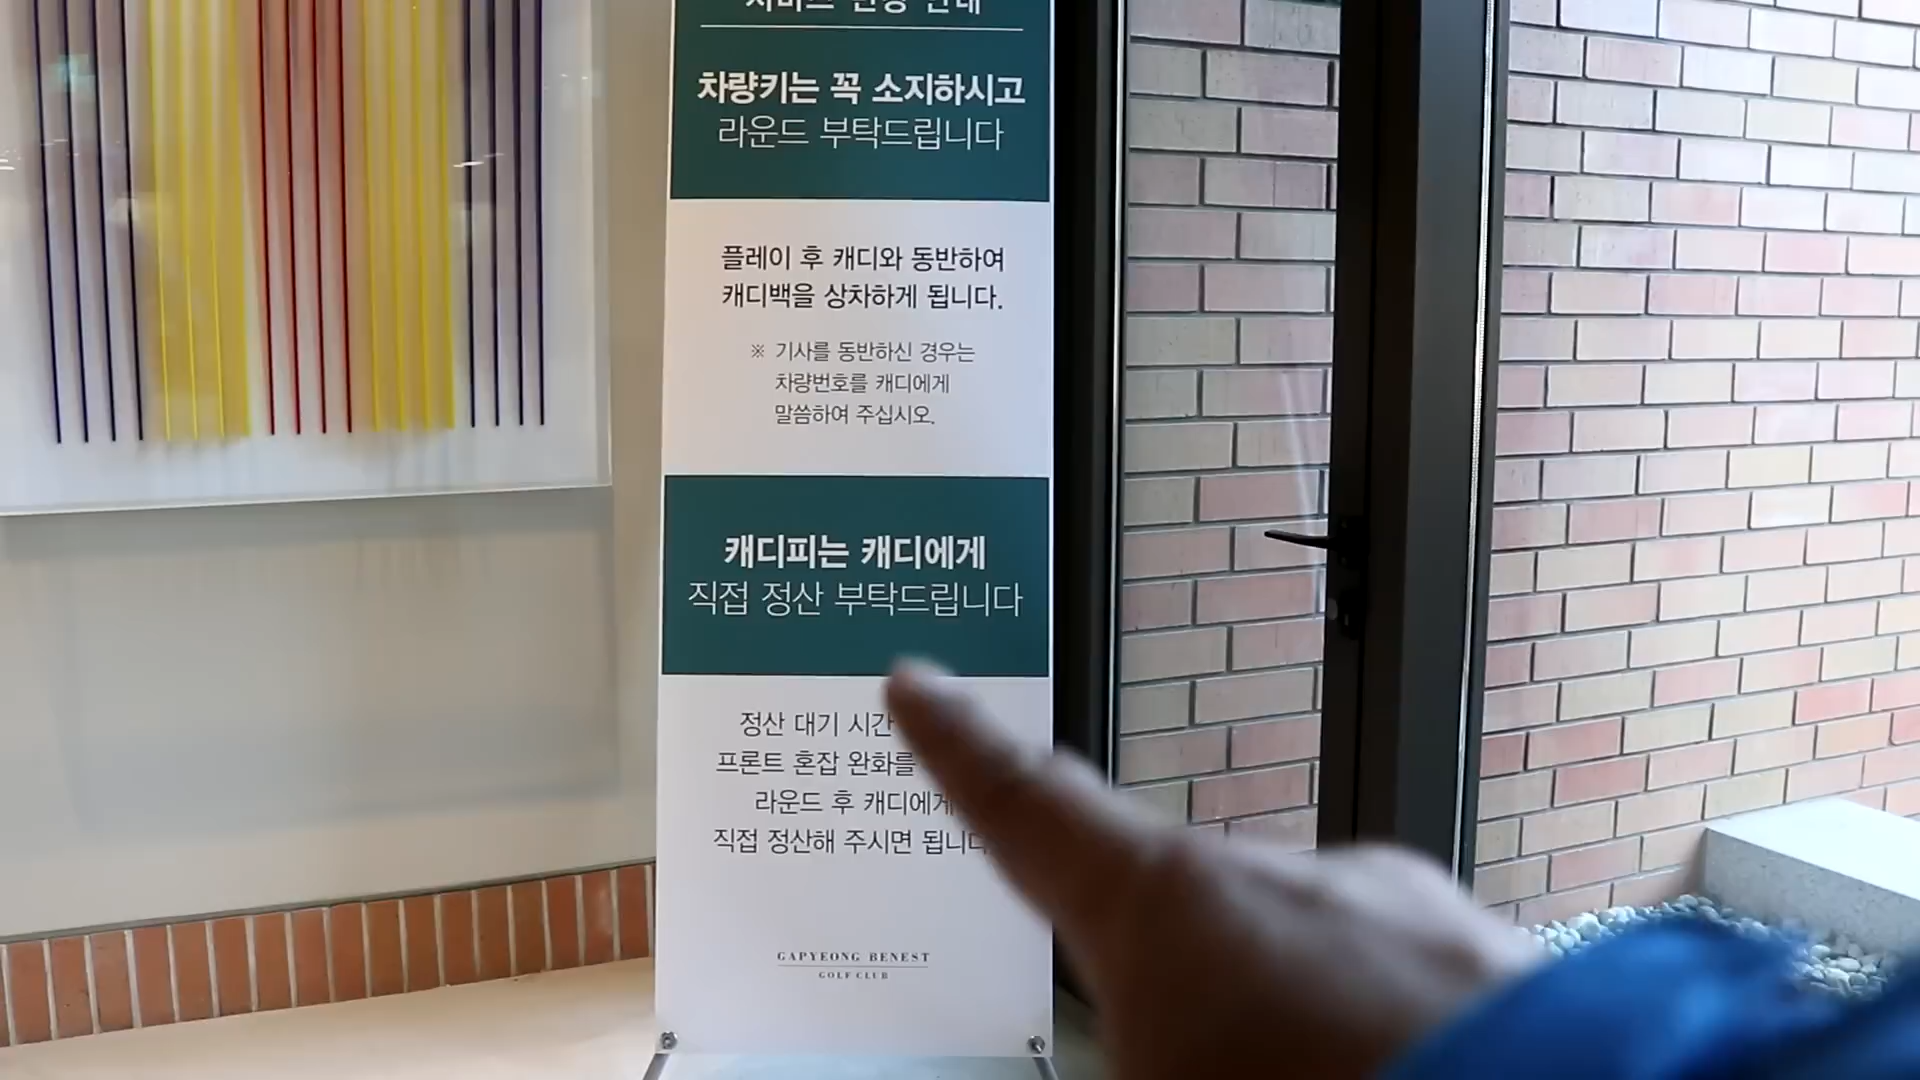 차량키는 꼭 소지하시고
라운드 부탁드립니다
플레이 후 캐디와 동반하여
캐디백을 상차하게 됩니다.
※ 기사를 동반하신 경우는
차량번호를 캐디에게
말씀하여 주십시오.
캐디피는 캐디에게
직접 정산 부탁드립니다
정산 대기 시간
프론트 혼잡 완화를
라운드 후 캐디에게
직접 정산해 주시면 됩니다
GAPYEONG BENEST
GOLF CLUB